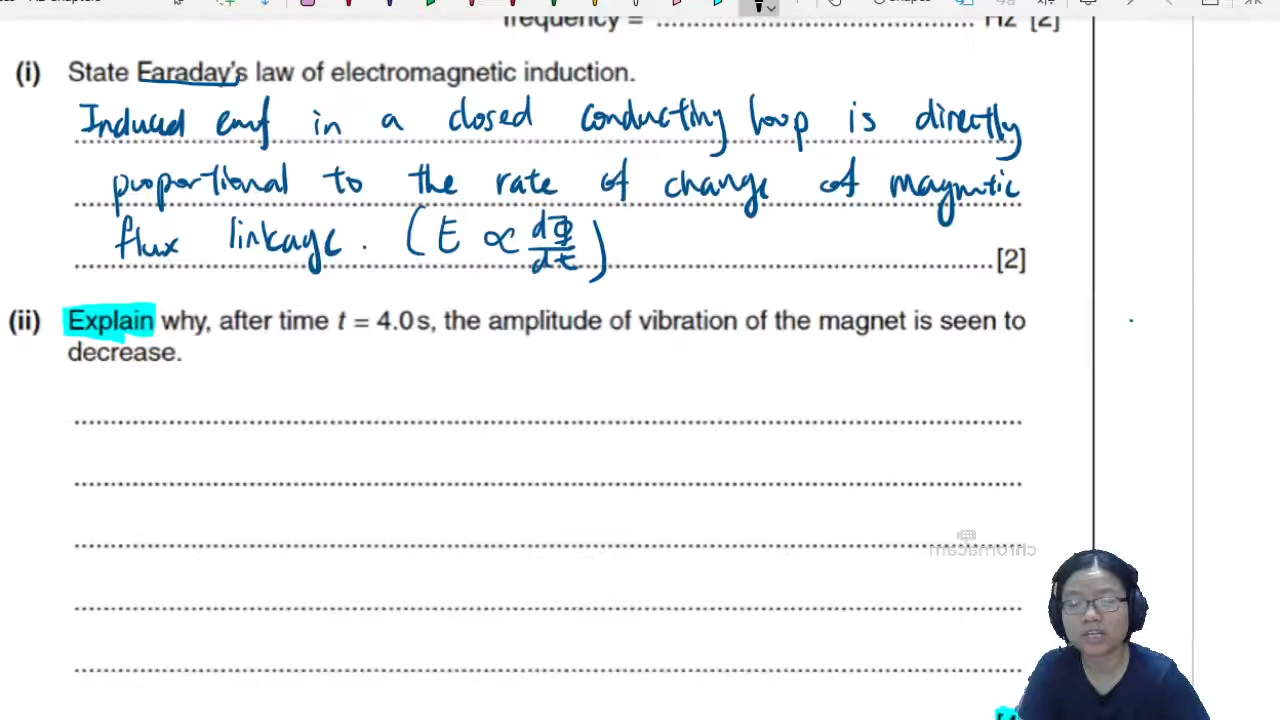 frequency = ........................................ Hz [2]
(i) State Faraday's law of electromagnetic induction.
Induced emf in a closed conducting loop is directly
proportional to the rate of change of magnetic
flux linkage. (E ∝ dΦ/dt)
[2]
(ii) Explain why, after time t = 4.0 s, the amplitude of vibration of the magnet is seen to
decrease.
chromacam